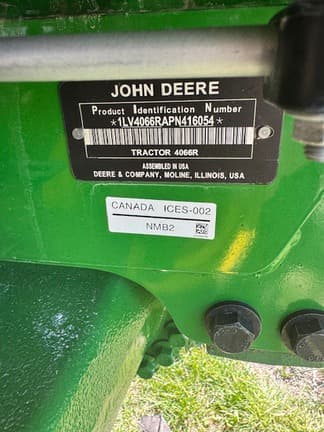 JOHN DEERE
Product Identification Number
*1LV4066RAPN416054*
TRACTOR 4066R
ASSEMBLED IN USA
DEERE & COMPANY, MOLINE, ILLINOIS, USA
CANADA ICES-002
NMB2